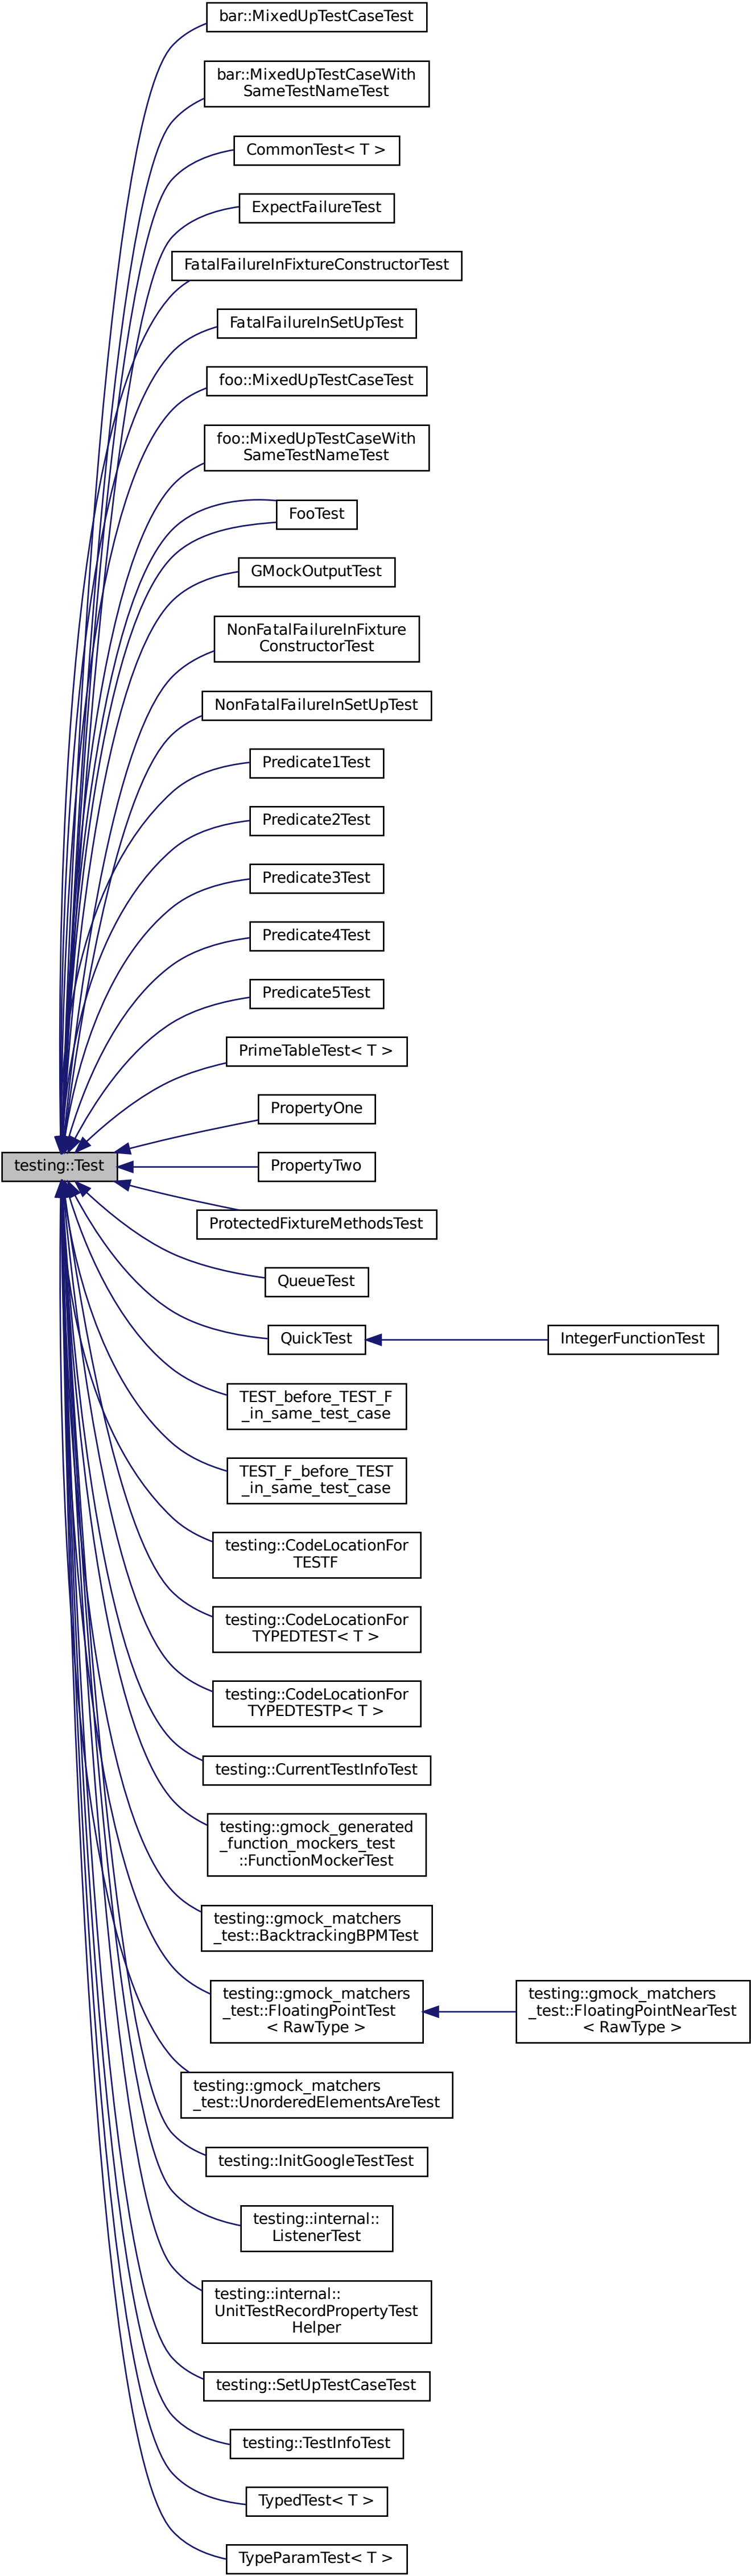 bar::MixedUpTestCaseTest
bar::MixedUpTestCaseWith
SameTestNameTest
CommonTest< T >
ExpectFailureTest
FatalFailureInFixtureConstructorTest
FatalFailureInSetUpTest
foo::MixedUpTestCaseTest
foo::MixedUpTestCaseWith
SameTestNameTest
FooTest
GMockOutputTest
NonFatalFailureInFixture
ConstructorTest
NonFatalFailureInSetUpTest
Predicate1Test
Predicate2Test
Predicate3Test
Predicate4Test
Predicate5Test
PrimeTableTest< T >
PropertyOne
testing::Test
PropertyTwo
ProtectedFixtureMethodsTest
QueueTest
QuickTest
IntegerFunctionTest
TEST_before_TEST_F
_in_same_test_case
TEST_F_before_TEST
_in_same_test_case
testing::CodeLocationFor
TESTF
testing::CodeLocationFor
TYPEDTEST< T >
testing::CodeLocationFor
TYPEDTESTP< T >
testing::CurrentTestInfoTest
testing::gmock_generated
_function_mockers_test
::FunctionMockerTest
testing::gmock_matchers
_test::BacktrackingBPMTest
testing::gmock_matchers
_test::FloatingPointTest
< RawType >
testing::gmock_matchers
_test::FloatingPointNearTest
< RawType >
testing::gmock_matchers
_test::UnorderedElementsAreTest
testing::InitGoogleTestTest
testing::internal::
ListenerTest
testing::internal::
UnitTestRecordPropertyTest
Helper
testing::SetUpTestCaseTest
testing::TestInfoTest
TypedTest< T >
TypeParamTest< T >